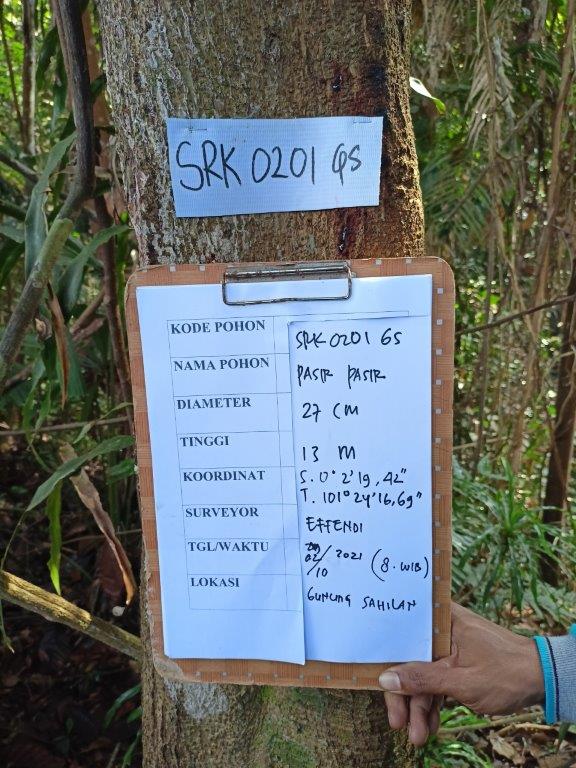 SRK 0201 GS
KODE POHON SRK 0201 GS
NAMA POHON PASIR PASIR
DIAMETER 27 CM
TINGGI 13 M
KOORDINAT S. 0° 2' 19, 42"
T. 101° 24' 16, 69"
SURVEYOR EFFENDI
TGL/WAKTU 02/10 2021 (8. WIB)
LOKASI GUNUNG SAHILAN